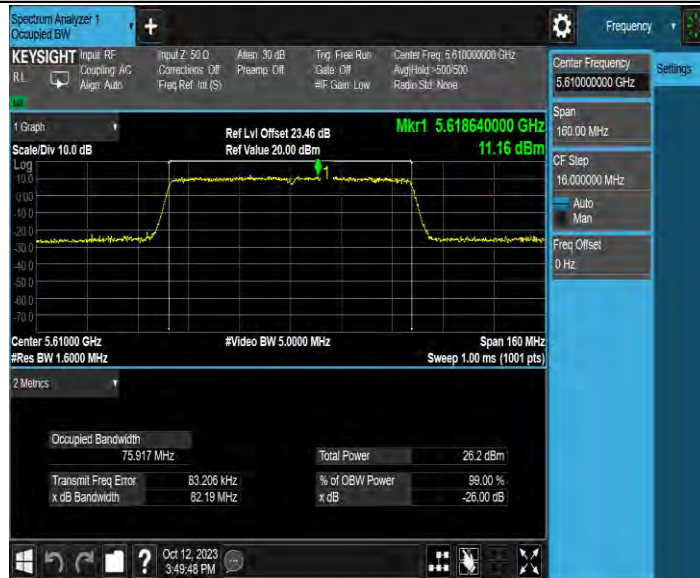 Spectrum Analyzer 1
Occupied BW
Frequency
KEYSIGHT
RL
Input: RF
Coupling: AC
Align: Auto
Input Z: 50 Ω
Corrections: Off
Freq Ref: Int (S)
Atten: 30 dB
Preamp: Off
Trig: Free Run
Gate: Off
#IF Gain: Low
Center Freq: 5.610000000 GHz
Avg|Hold:>500/500
Radio Std: None
1 Graph
Scale/Div 10.0 dB
Ref Lvl Offset 23.46 dB
Ref Value 20.00 dBm
Mkr1 5.618640000 GHz
11.16 dBm
Log
10.0
0.00
-10.0
-20.0
-30.0
-40.0
-50.0
-60.0
-70.0
1
Center 5.61000 GHz
#Res BW 1.6000 MHz
#Video BW 5.0000 MHz
Span 160 MHz
Sweep 1.00 ms (1001 pts)
2 Metrics
Occupied Bandwidth
75.917 MHz
Transmit Freq Error 83.206 kHz
x dB Bandwidth 82.19 MHz
Total Power 26.2 dBm
% of OBW Power 99.00 %
x dB -26.00 dB
Center Frequency
5.610000000 GHz
Span
160.00 MHz
CF Step
16.000000 MHz
Auto
Man
Freq Offset
0 Hz
Settings
?
Oct 12, 2023
3:49:48 PM